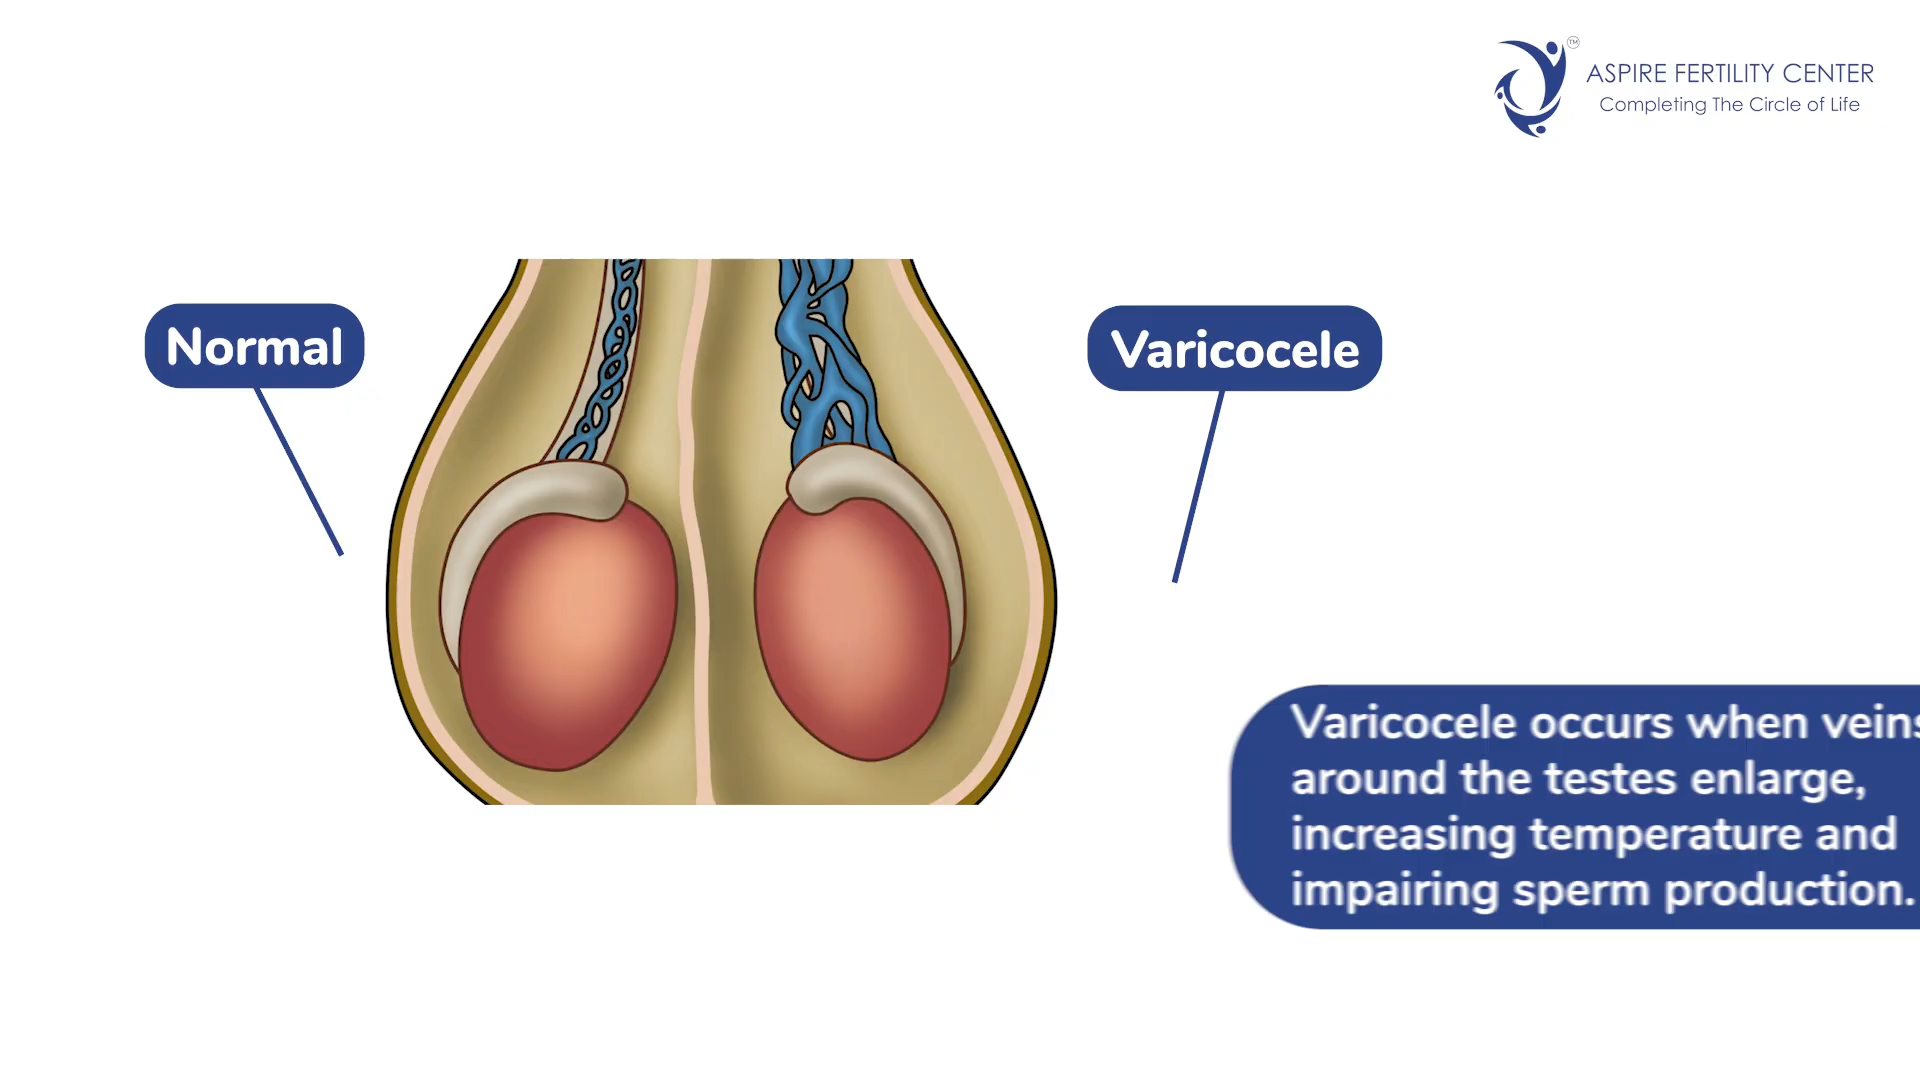 TM
ASPIRE FERTILITY CENTER
Completing The Circle of Life
Normal
Varicocele
Varicocele occurs when veins
around the testes enlarge,
increasing temperature and
impairing sperm production.